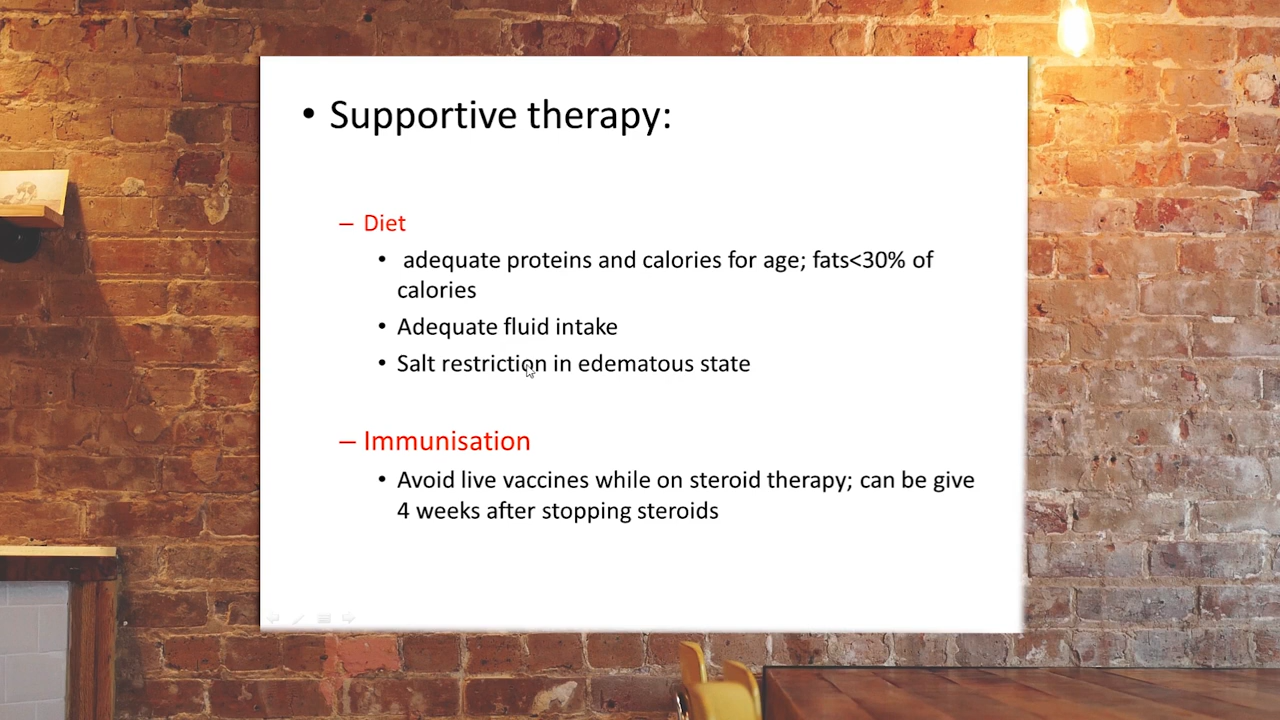 • Supportive therapy:
– Diet
• adequate proteins and calories for age; fats<30% of
calories
• Adequate fluid intake
• Salt restriction in edematous state
– Immunisation
• Avoid live vaccines while on steroid therapy; can be give
4 weeks after stopping steroids